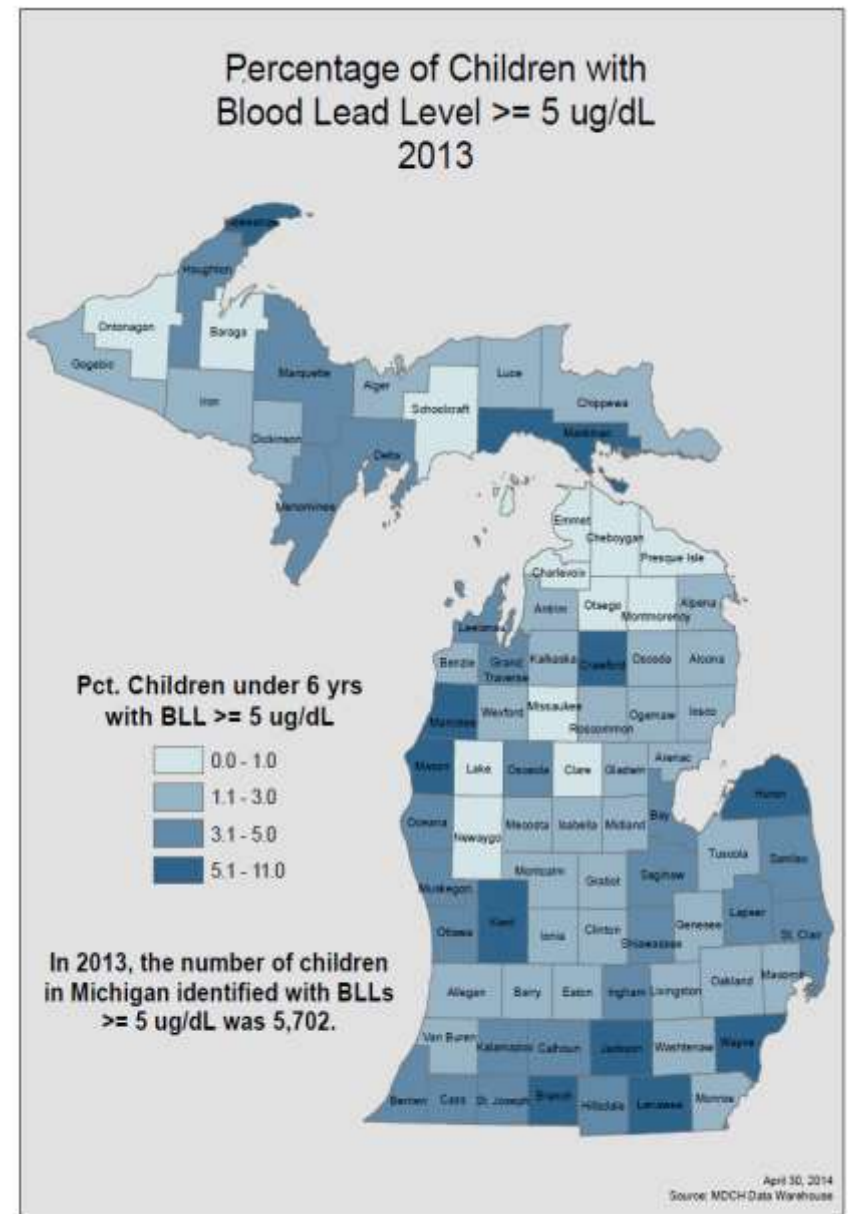 Percentage of Children with
Blood Lead Level >= 5 ug/dL
2013
Houghton
Ontonagon
Baraga
Gogebic
Marquette
Iron
Alger
Luce
Schoolcraft
Chippewa
Mackinac
Dickinson
Delta
Menominee
Emmet
Cheboygan
Presque Isle
Charlevoix
Antrim
Otsego
Montmorency
Alpena
Leelanau
Benzie
Grand
Traverse
Kalkaska
Crawford
Oscoda
Alcona
Manistee
Wexford
Missaukee
Roscommon
Ogemaw
Iosco
Pct. Children under 6 yrs
with BLL >= 5 ug/dL
0.0 - 1.0
1.1 - 3.0
3.1 - 5.0
5.1 - 11.0
Mason
Lake
Osceola
Clare
Gladwin
Arenac
Huron
Oceana
Newaygo
Mecosta
Isabella
Midland
Bay
Tuscola
Sanilac
Muskegon
Montcalm
Gratiot
Saginaw
Ottawa
Kent
Ionia
Clinton
Shiawassee
Genesee
Lapeer
St. Clair
In 2013, the number of children
in Michigan identified with BLLs
>= 5 ug/dL was 5,702.
Allegan
Barry
Eaton
Ingham
Livingston
Oakland
Macomb
Van Buren
Kalamazoo
Calhoun
Jackson
Washtenaw
Wayne
Berrien
Cass
St. Joseph
Branch
Hillsdale
Lenawee
Monroe
April 30, 2014
Source: MDCH Data Warehouse